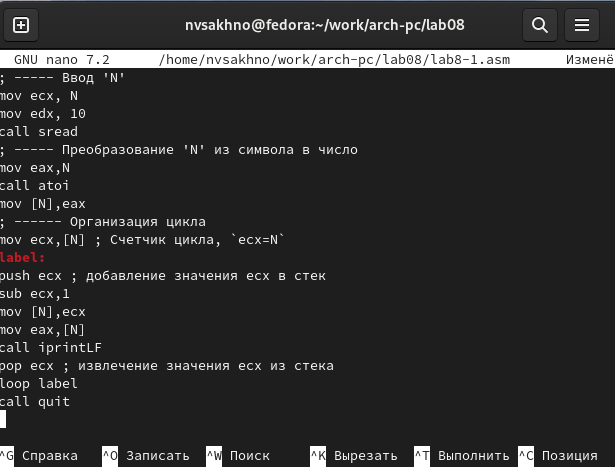 nvsakhno@fedora:~/work/arch-pc/lab08
GNU nano 7.2 /home/nvsakhno/work/arch-pc/lab08/lab8-1.asm Изменё
; ----- Ввод 'N'
mov ecx, N
mov edx, 10
call sread
; ----- Преобразование 'N' из символа в число
mov eax,N
call atoi
mov [N],eax
; ------ Организация цикла
mov ecx,[N] ; Счетчик цикла, `ecx=N`
label:
push ecx ; добавление значения ecx в стек
sub ecx,1
mov [N],ecx
mov eax,[N]
call iprintLF
pop ecx ; извлечение значения ecx из стека
loop label
call quit
^G Справка ^O Записать ^W Поиск ^K Вырезать ^T Выполнить ^C Позиция